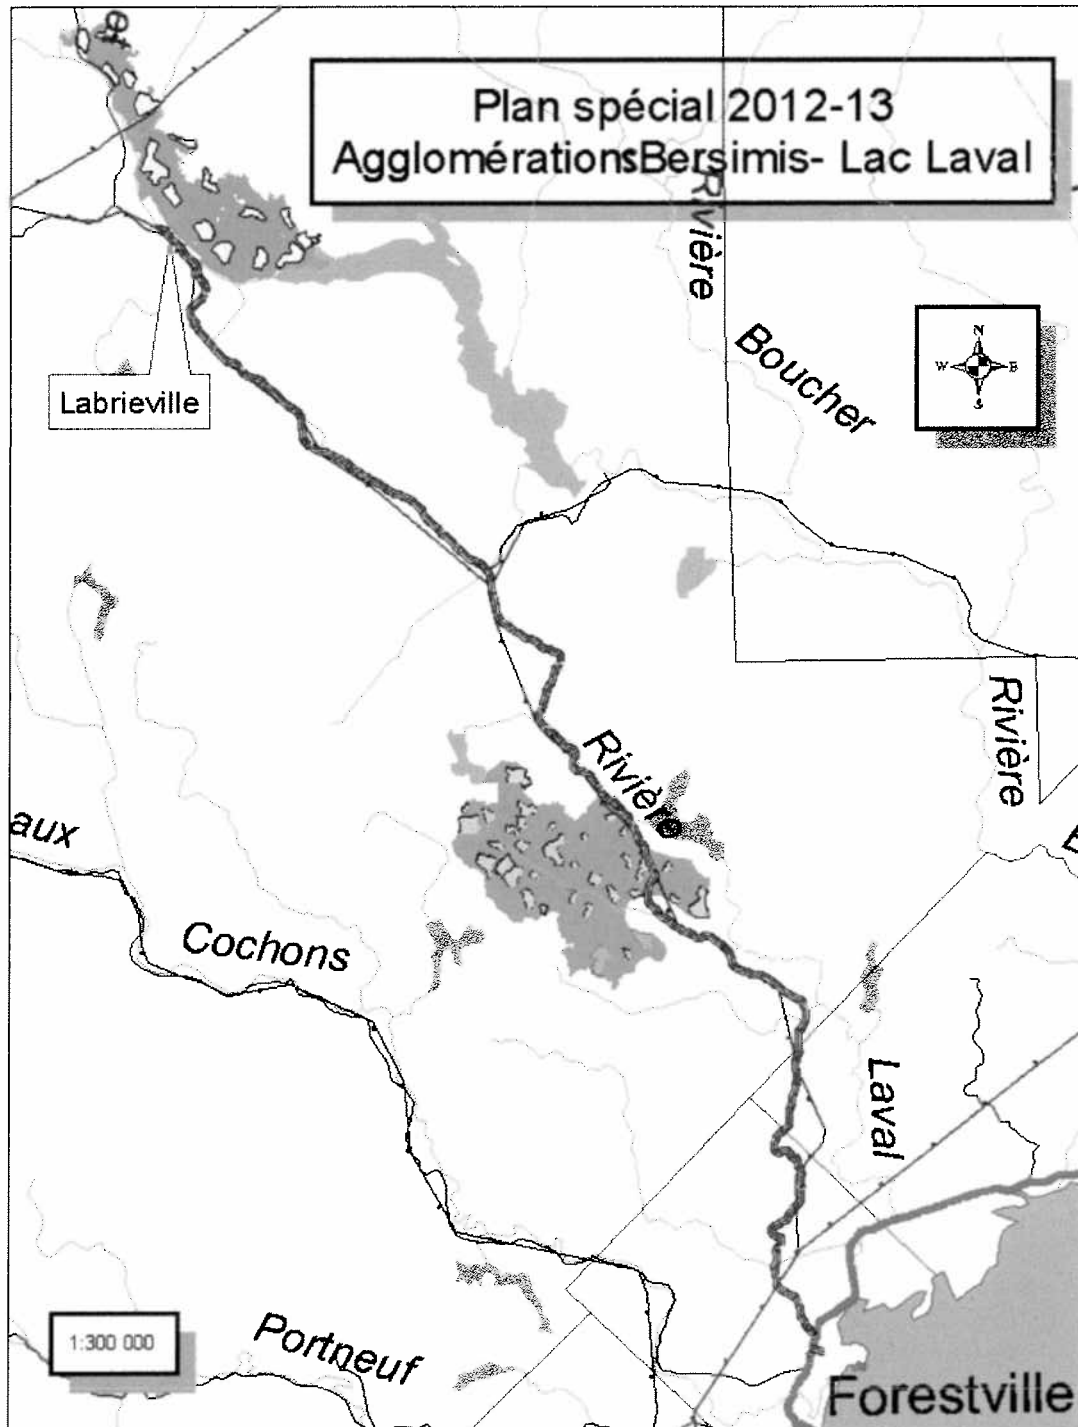 Plan spécial 2012-13
AgglomérationsBersimis- Lac Laval
Rivière
Boucher
N
W E
S
Labrieville
Rivière
Rivière
aux
Cochons
Laval
1:300 000
Portneuf
Forestville